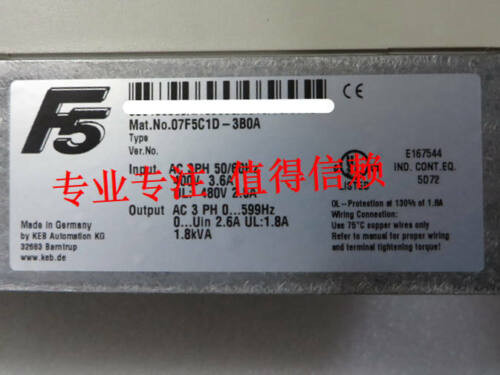 F5
Mat.No.07F5C1D-3B0A
CE
Type
Ver.No.
Input AC 3PH 50/60Hz
400V 3.6A
UL: 480V 2.6A
专业专注 值得信赖
Output AC 3 PH 0...599Hz
0...Uin 2.6A UL:1.8A
1.8kVA
UL
LISTED
E167544
IND. CONT.EQ.
5D72
OL-Protection at 130% of 1.8A
Wiring Connection:
Use 75°C copper wires only
Refer to manual for proper wiring
and terminal tightening torque!
Made in Germany
by KEB Automation KG
32683 Barntrup
www.keb.de